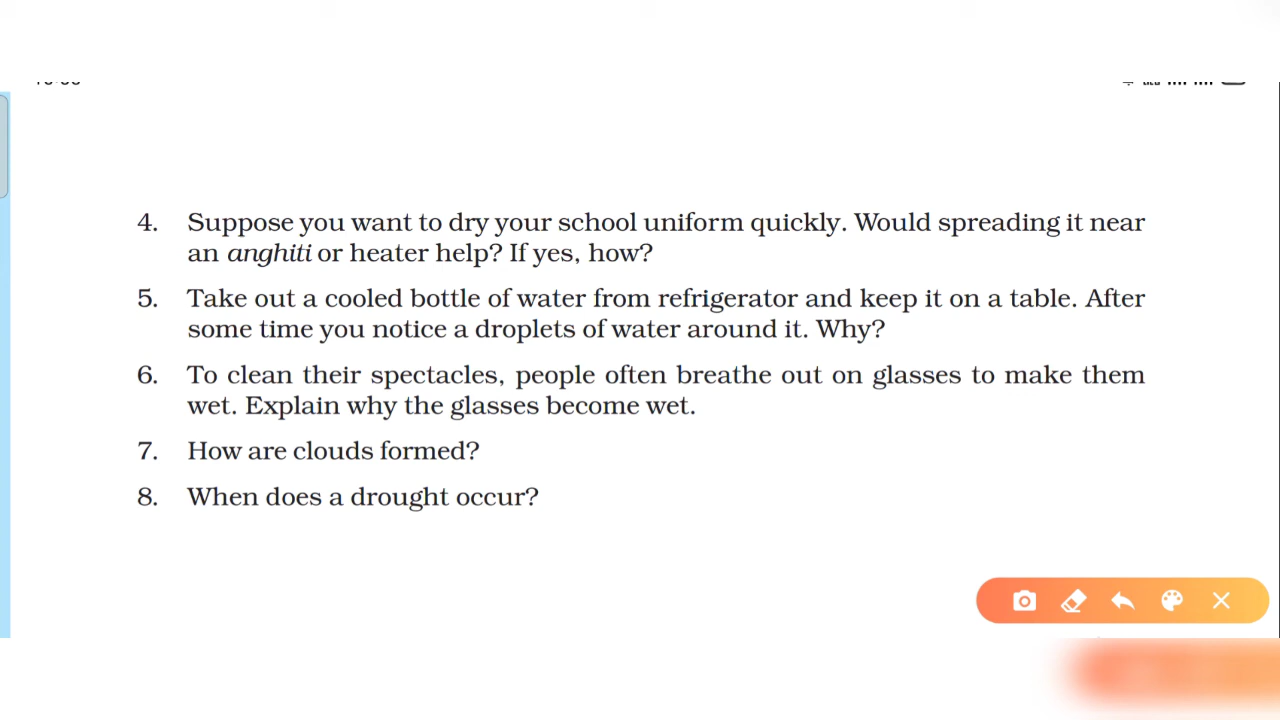 4. Suppose you want to dry your school uniform quickly. Would spreading it near
an anghiti or heater help? If yes, how?
5. Take out a cooled bottle of water from refrigerator and keep it on a table. After
some time you notice a droplets of water around it. Why?
6. To clean their spectacles, people often breathe out on glasses to make them
wet. Explain why the glasses become wet.
7. How are clouds formed?
8. When does a drought occur?